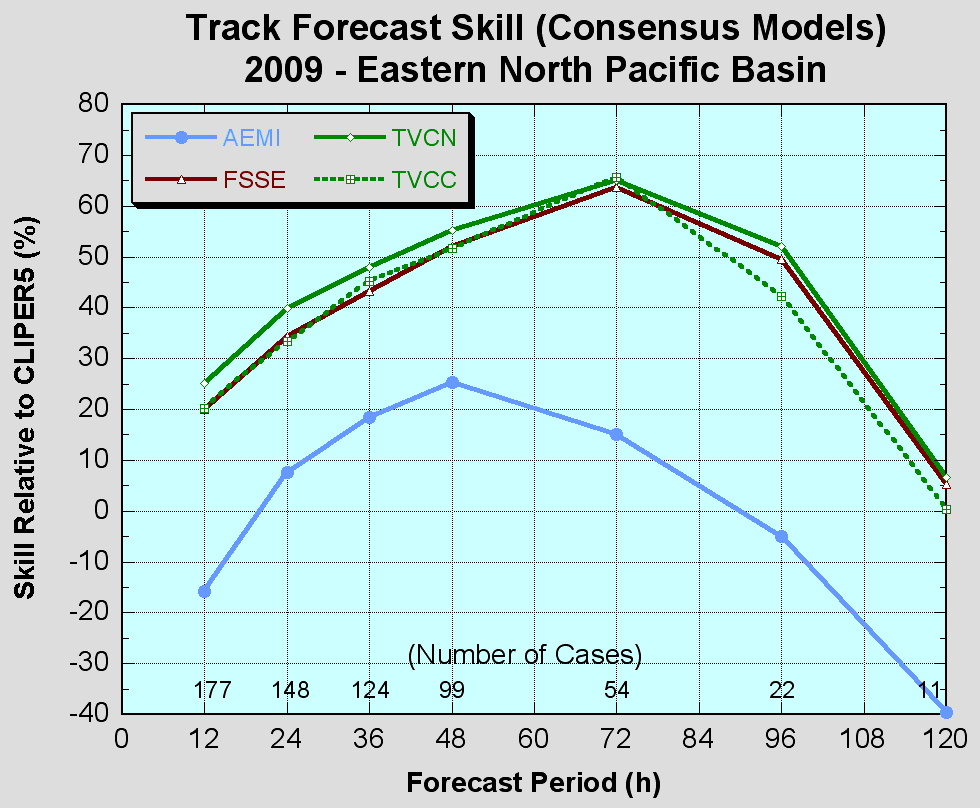 Track Forecast Skill (Consensus Models)
2009 - Eastern North Pacific Basin
80
70
60
50
40
30
20
10
0
-10
-20
-30
-40
Skill Relative to CLIPER5 (%)
AEMI TVCN
FSSE TVCC
(Number of Cases)
177 148 124 99 54 22 11
0 12 24 36 48 60 72 84 96 108 120
Forecast Period (h)